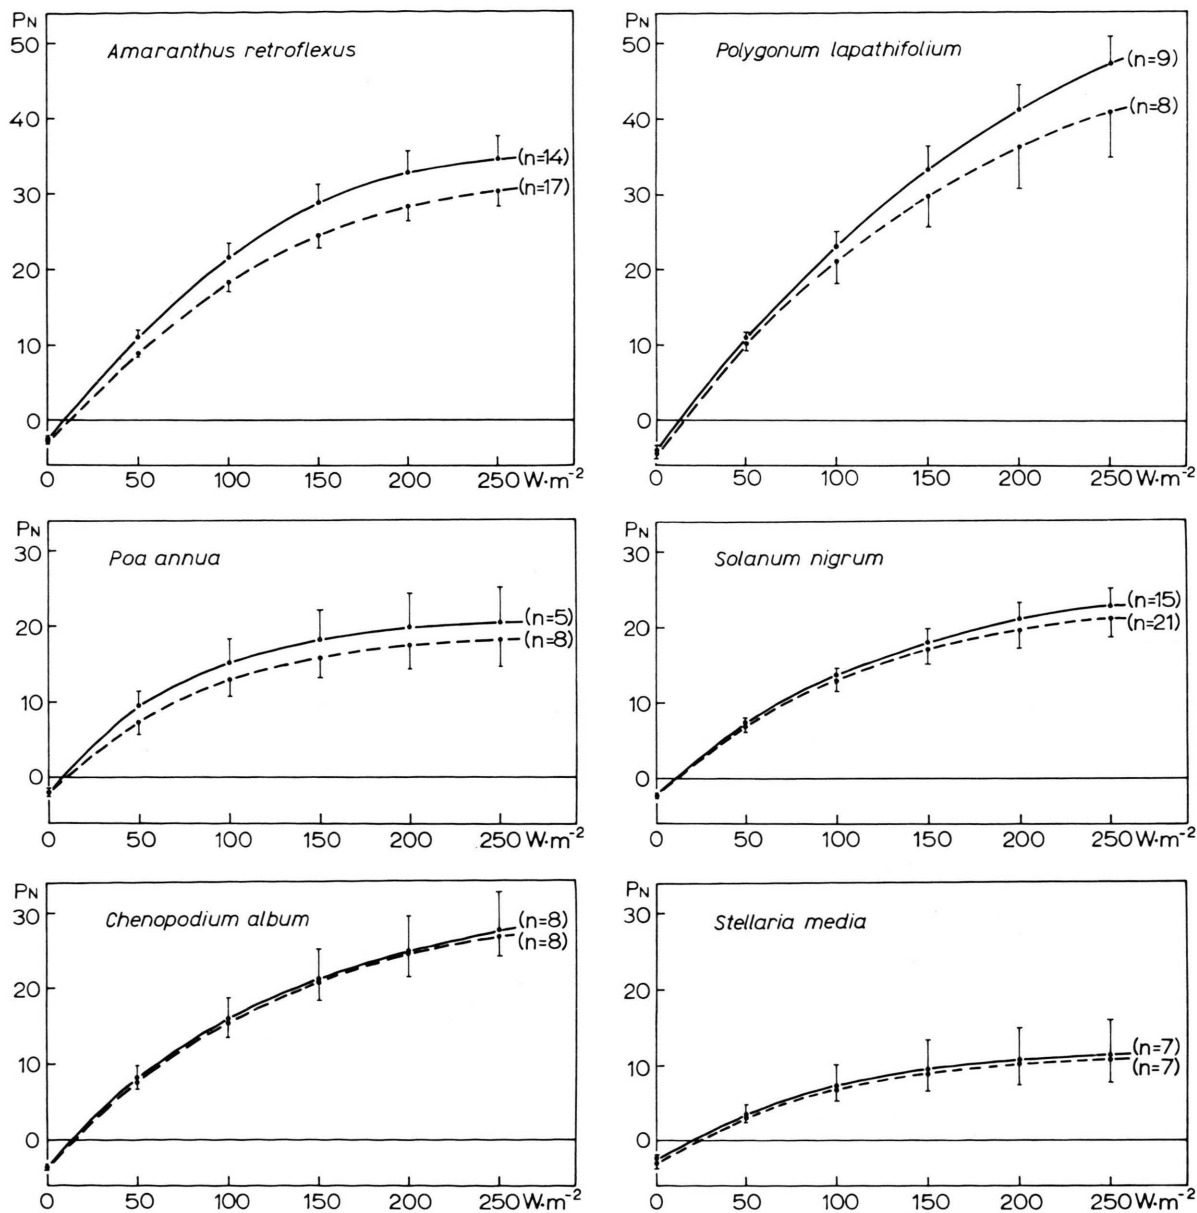 PN
50
40
30
20
10
0
Amaranthus retroflexus
(n=14)
(n=17)
0 50 100 150 200 250 W·m-2
PN
50
40
30
20
10
0
Polygonum lapathifolium
(n=9)
(n=8)
0 50 100 150 200 250 W·m-2
PN
30
20
10
0
Poa annua
(n=5)
(n=8)
0 50 100 150 200 250 W·m-2
PN
30
20
10
0
Solanum nigrum
(n=15)
(n=21)
0 50 100 150 200 250 W·m-2
PN
30
20
10
0
Chenopodium album
(n=8)
(n=8)
0 50 100 150 200 250 W·m-2
PN
30
20
10
0
Stellaria media
(n=7)
(n=7)
0 50 100 150 200 250 W·m-2